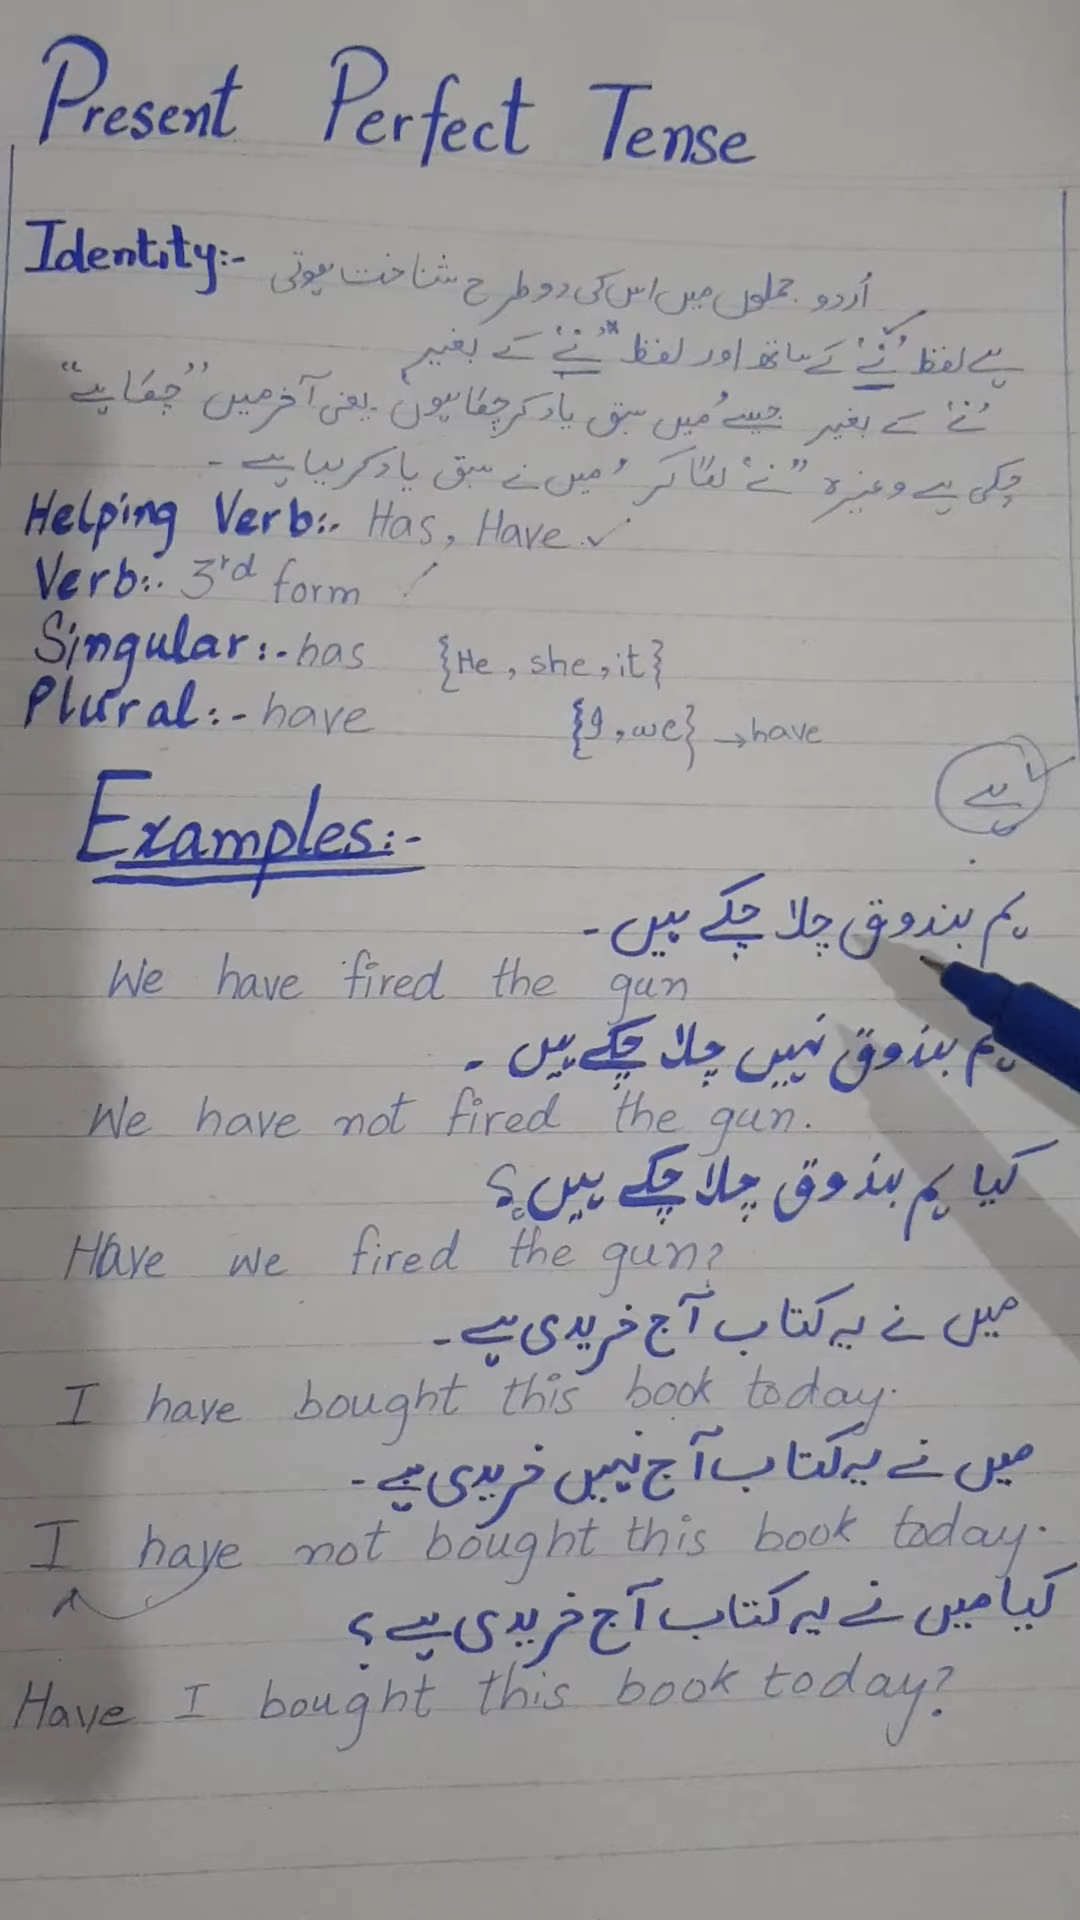 Present Perfect Tense
Identity:- اُردو جملوں میں اس کی دو طرح شناخت ہوتی
ہے لفظ "نے" کے ساتھ اور لفظ "نے" کے بغیر
"نے" کے بغیر جیسے "میں سبق یاد کر چکا ہوں" یعنی آخر میں "چکا ہے"
چکی ہے وغیرہ "نے" لگا کر "میں نے سبق یاد کر لیا ہے -
Helping Verb:- Has, Have ✓
Verb:- 3rd form
Singular:- has {He, she, it}
Plural:- have {I, we} → have
ہے
Examples:-
ہم بندوق چلا چکے ہیں -
We have fired the gun
ہم بندوق نہیں چلا چکے ہیں -
We have not fired the gun.
کیا ہم بندوق چلا چکے ہیں؟
Have we fired the gun?
میں نے یہ کتاب آج خریدی ہے -
I have bought this book today.
میں نے یہ کتاب آج نہیں خریدی ہے -
I have not bought this book today.
کیا میں نے یہ کتاب آج خریدی ہے؟
Have I bought this book today?